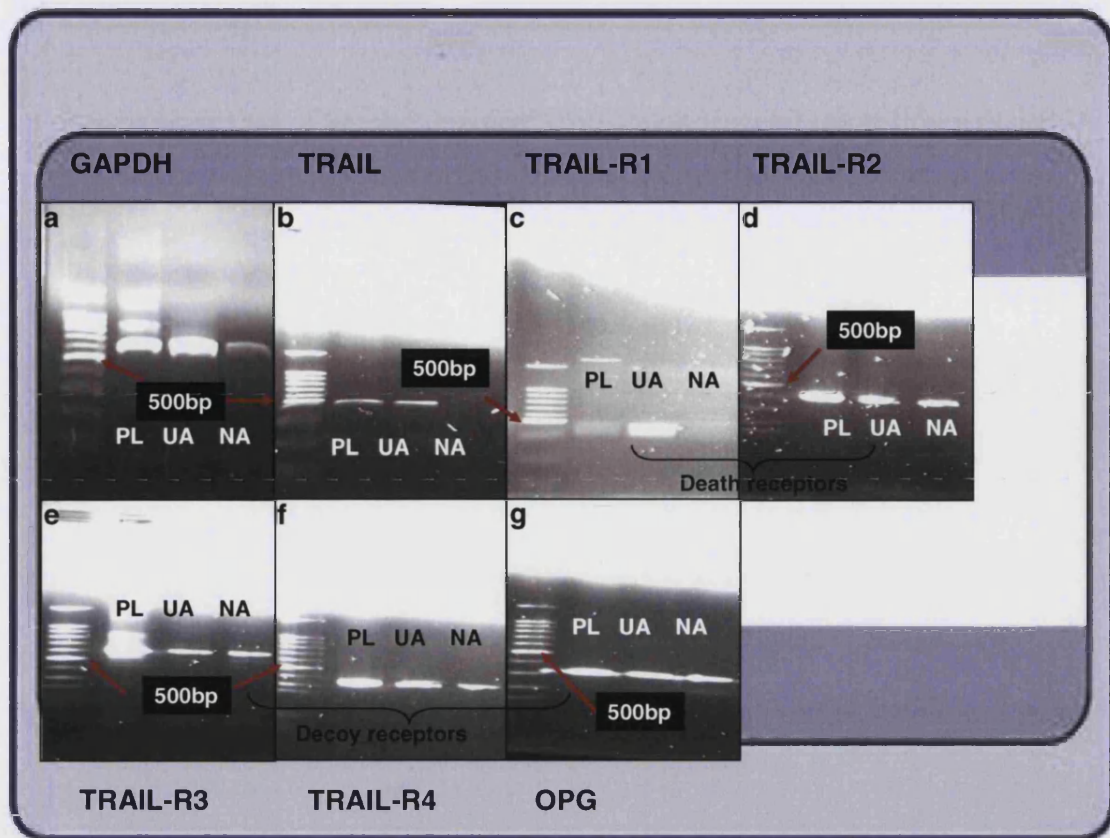 GAPDH TRAIL TRAIL-R1 TRAIL-R2
a b c d
500bp
500bp
500bp
PL UA NA
PL UA NA
PL UA NA
PL UA NA
Death receptors
e f g
PL UA NA
PL UA NA
PL UA NA
500bp
500bp
Decoy receptors
TRAIL-R3 TRAIL-R4 OPG